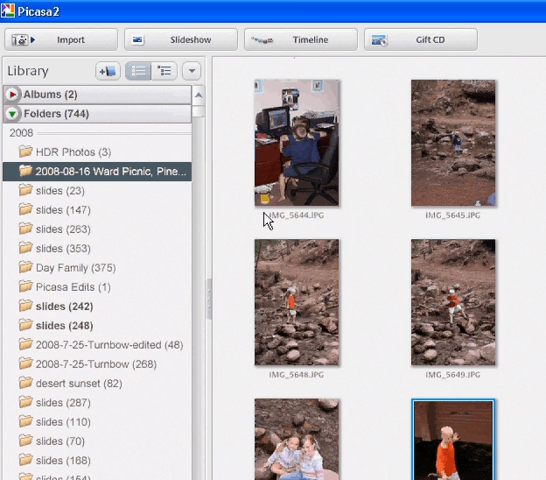 Picasa2
Import
Slideshow
Timeline
Gift CD
Library
Albums (2)
Folders (744)
2008
HDR Photos (3)
2008-08-16 Ward Picnic, Pine...
slides (23)
slides (147)
slides (263)
slides (353)
Day Family (375)
Picasa Edits (1)
slides (242)
slides (248)
2008-7-25-Turnbow-edited (48)
2008-7-25-Turnbow (268)
desert sunset (82)
slides (287)
slides (110)
slides (70)
slides (168)
slides (154)
IMG_5644.JPG
IMG_5645.JPG
IMG_5648.JPG
IMG_5649.JPG